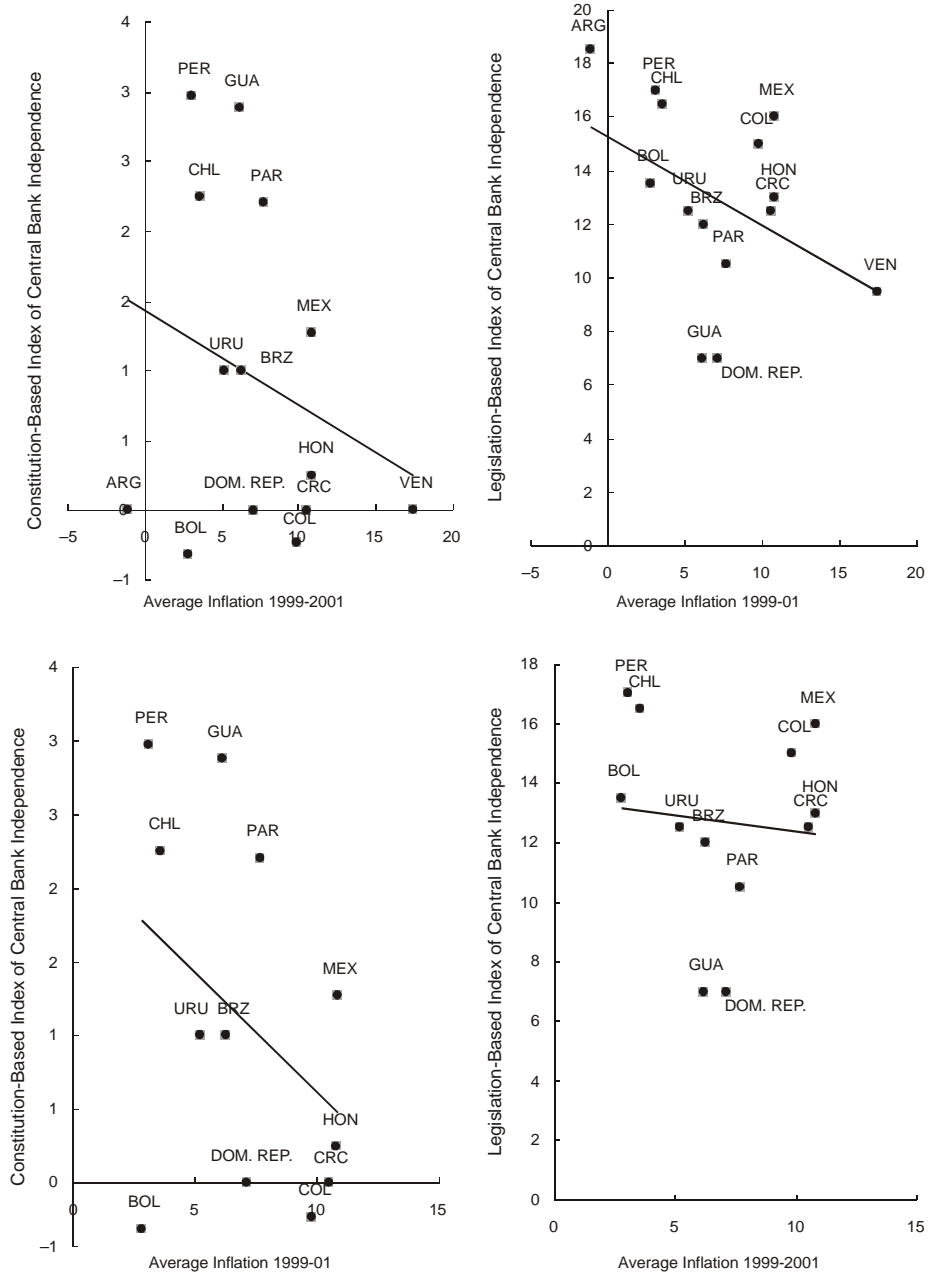 Constitution-Based Index of Central Bank Independence
4
3
3
2
2
1
1
0
–1
PER
GUA
CHL
PAR
MEX
URU
BRZ
HON
ARG
DOM. REP.
CRC
VEN
COL
BOL
–5
0
5
10
15
20
Average Inflation 1999-2001
Legislation-Based Index of Central Bank Independence
20
18
16
14
12
10
8
6
4
2
0
ARG
PER
CHL
MEX
COL
BOL
HON
URU
CRC
BRZ
PAR
VEN
GUA
DOM. REP.
–5
0
5
10
15
20
Average Inflation 1999-01
Constitution-Based Index of Central Bank Independence
4
3
3
2
2
1
1
0
–1
PER
GUA
CHL
PAR
MEX
URU
BRZ
HON
DOM. REP.
CRC
COL
BOL
0
5
10
15
Average Inflation 1999-01
Legislation-Based Index of Central Bank Independence
18
16
14
12
10
8
6
4
2
0
PER
CHL
MEX
COL
BOL
HON
URU
CRC
BRZ
PAR
GUA
DOM. REP.
0
5
10
15
Average Inflation 1999-2001